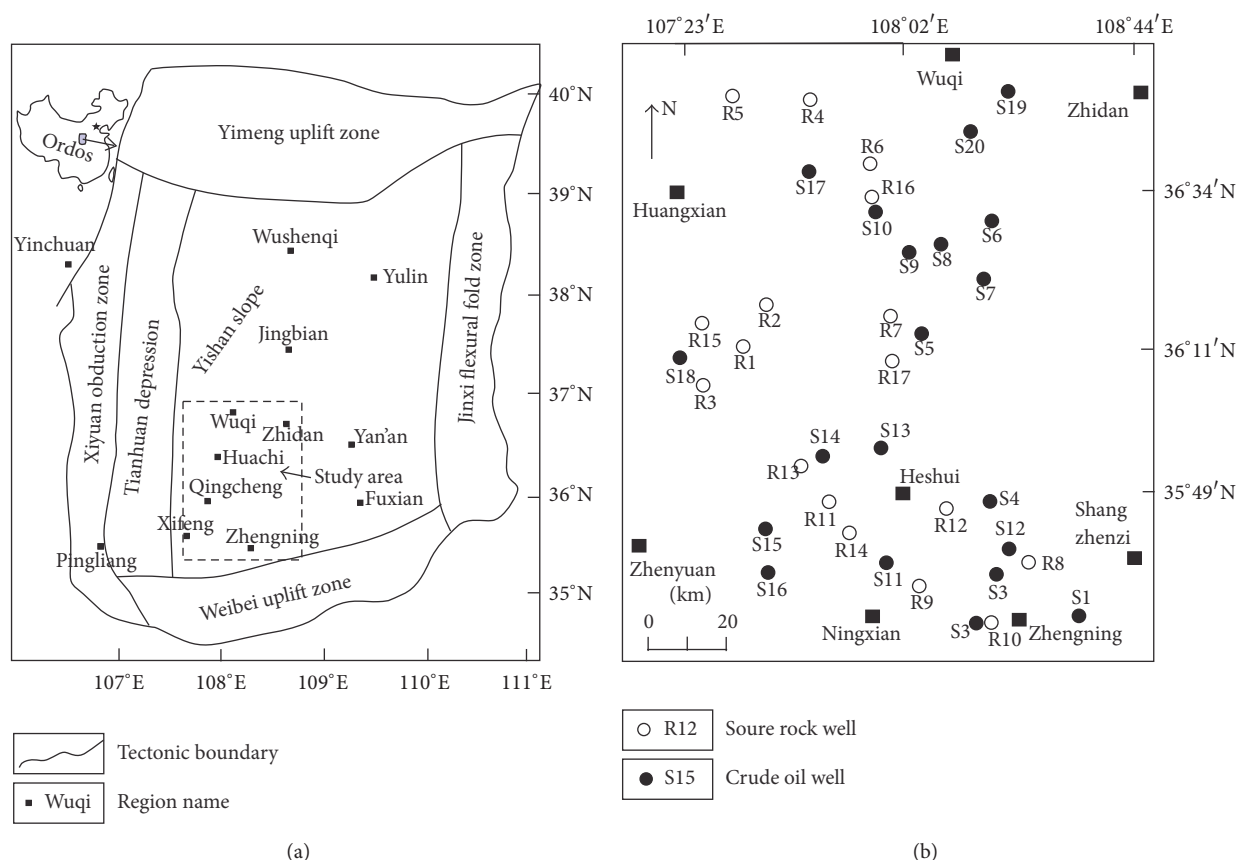 40°N
39°N
38°N
37°N
36°N
35°N
107°E
108°E
109°E
110°E
111°E
Ordos
Yimeng uplift zone
Yinchuan
Wushenqi
Yulin
Xiyuan obduction zone
Tianhuan depression
Yishan slope
Jinxi flexural fold zone
Jingbian
Wuqi
Zhidan
Yan'an
Huachi
Study area
Qingcheng
Fuxian
Xifeng
Zhengning
Pingliang
Weibei uplift zone
Tectonic boundary
Wuqi
Region name
(a)
107°23′E
108°02′E
108°44′E
Wuqi
S19
Zhidan
R5
R4
N
S20
R6
S17
R16
36°34′N
Huangxian
S10
S6
S8
S9
S7
R2
R15
R7
S5
R1
36°11′N
S18
R17
R3
S13
S14
R13
Heshui
35°49′N
S4
R11
R12
S12
Shang
zhenzi
S15
R14
R8
Zhenyuan
(km)
S16
S11
S3
R9
S1
0
20
Ningxian
S3
R10
Zhengning
R12
Soure rock well
S15
Crude oil well
(b)